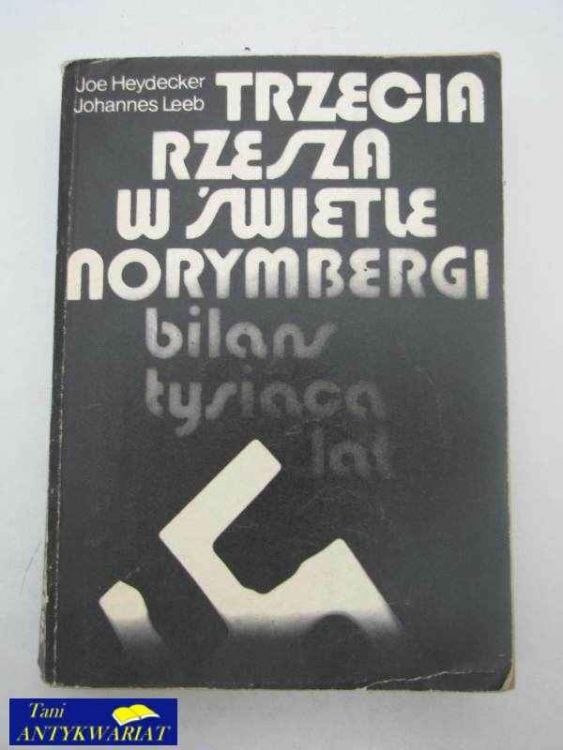 Joe Heydecker
Johannes Leeb
TRZECIA
RZESZA
W ŚWIETLE
NORYMBERGI
bilans
tysiąca
lat
Tani
ANTYKWARIAT